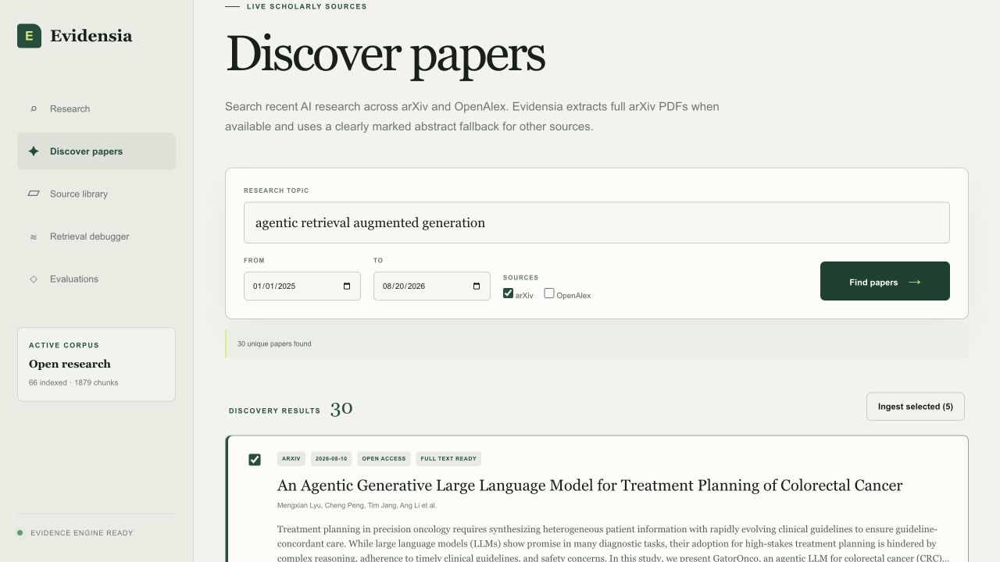 E Evidensia
Research
Discover papers
Source library
Retrieval debugger
Evaluations
ACTIVE CORPUS
Open research
66 indexed · 1879 chunks
EVIDENCE ENGINE READY
LIVE SCHOLARLY SOURCES
Discover papers
Search recent AI research across arXiv and OpenAlex. Evidensia extracts full arXiv PDFs when
available and uses a clearly marked abstract fallback for other sources.
RESEARCH TOPIC
agentic retrieval augmented generation
FROM
TO
SOURCES
01/01/2025
08/20/2026
arXiv
OpenAlex
Find papers →
30 unique papers found
DISCOVERY RESULTS 30
Ingest selected (5)
ARXIV 2026-08-10 OPEN ACCESS FULL TEXT READY
An Agentic Generative Large Language Model for Treatment Planning of Colorectal Cancer
Mengxian Lyu, Cheng Peng, Tim Jang, Ang Li et al.
Treatment planning in precision oncology requires synthesizing heterogeneous patient information with rapidly evolving clinical guidelines to ensure guideline-
concordant care. While large language models (LLMs) show promise in many diagnostic tasks, their adoption for high-stakes treatment planning is hindered by
complex reasoning, adherence to timely clinical guidelines, and safety concerns. In this study, we present GatorOnco, an agentic LLM for colorectal cancer (CRC)...